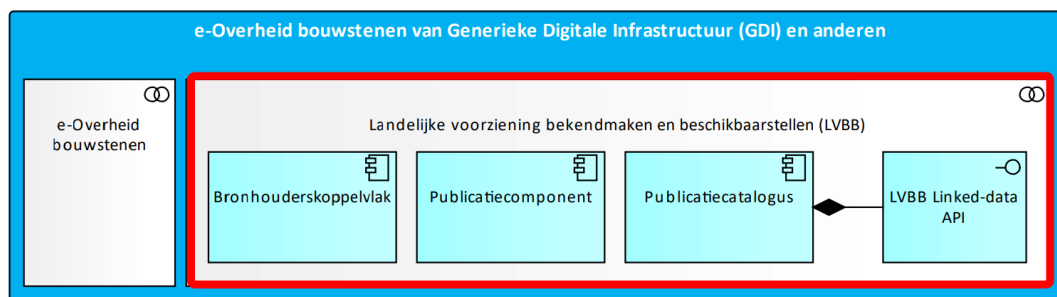 e-Overheid bouwstenen van Generieke Digitale Infrastructuur (GDI) en anderen
e-Overheid
bouwstenen
Landelijke voorziening bekendmaken en beschikbaarstellen (LVBB)
Bronhouderskoppelvlak
Publicatiecomponent
Publicatiecatalogus
LVBB Linked-data
API